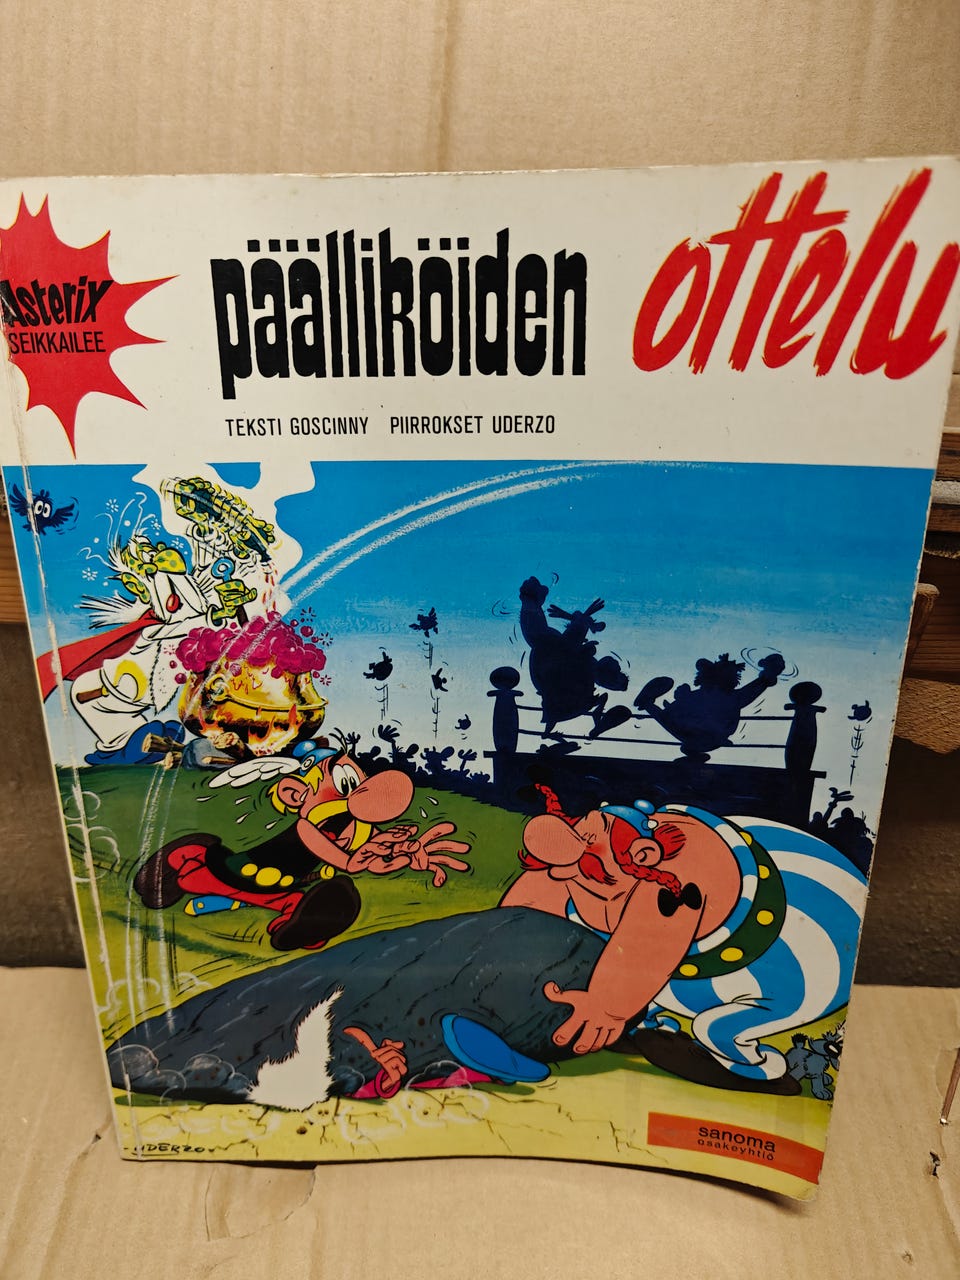 Asterix
SEIKKAILEE
päälliköiden
ottelu
TEKSTI GOSCINNY PIIRROKSET UDERZO
UDERZO
sanoma
osakeyhtiö